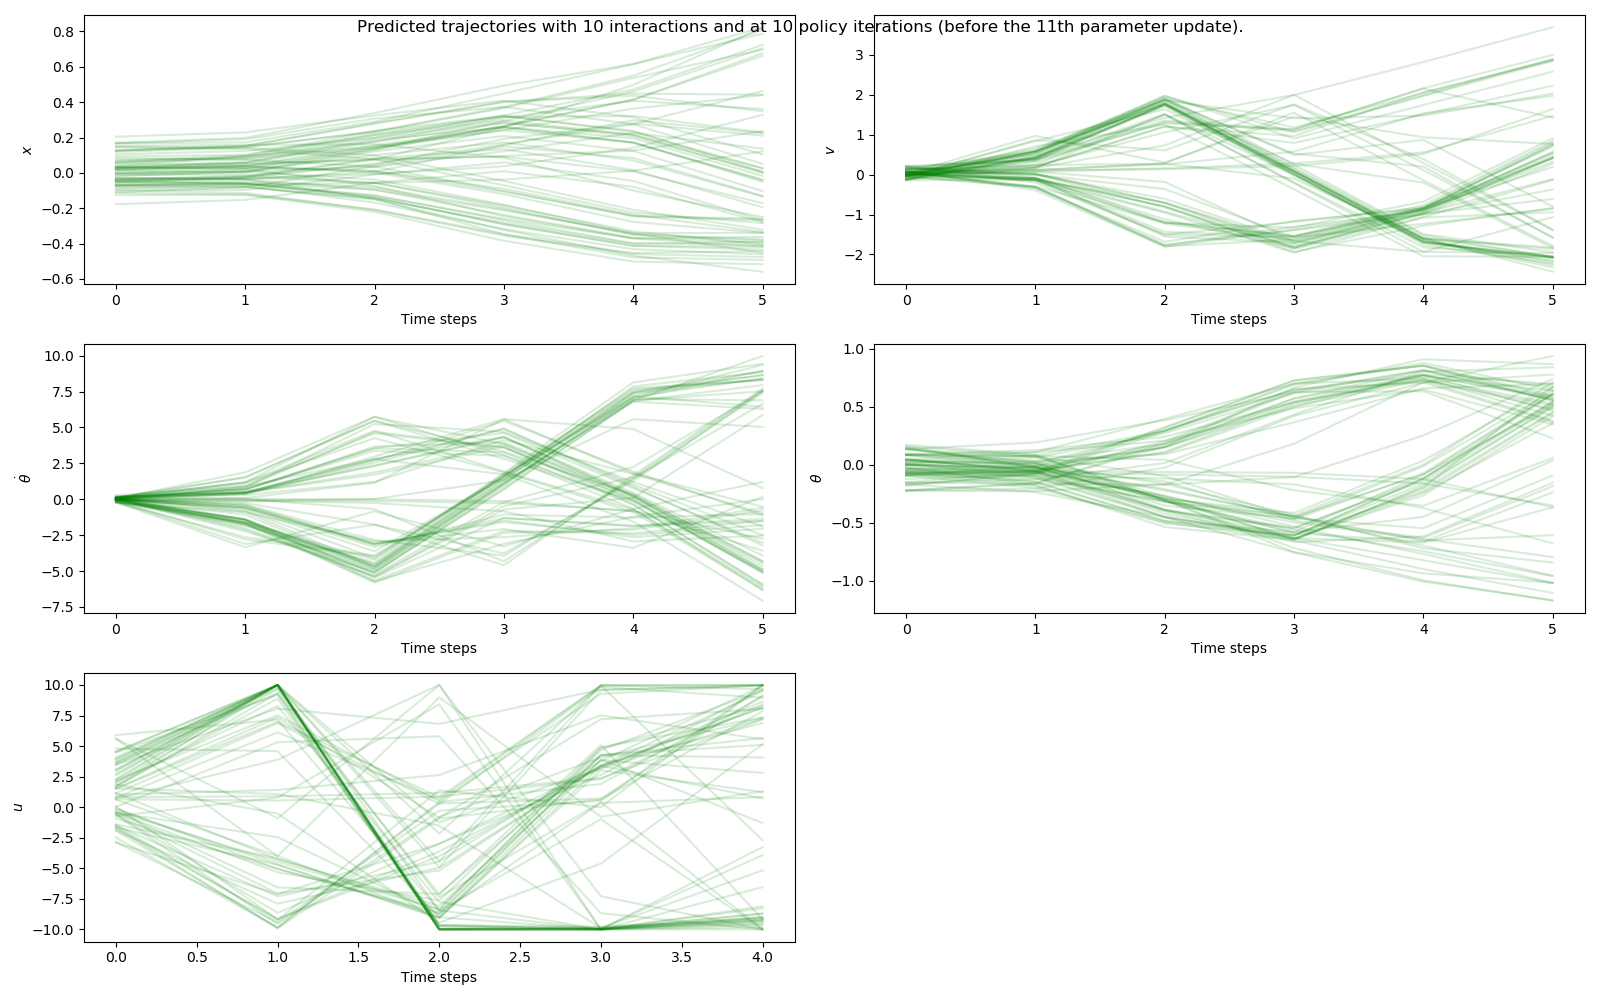 Predicted trajectories with 10 interactions and at 10 policy iterations (before the 11th parameter update).
0.8
0.6
0.4
0.2
0.0
−0.2
−0.4
−0.6
x
0 1 2 3 4 5
Time steps
3
2
1
0
−1
−2
v
0 1 2 3 4 5
Time steps
10.0
7.5
5.0
2.5
0.0
−2.5
−5.0
−7.5
θ̇
0 1 2 3 4 5
Time steps
1.0
0.5
0.0
−0.5
−1.0
θ
0 1 2 3 4 5
Time steps
10.0
7.5
5.0
2.5
0.0
−2.5
−5.0
−7.5
−10.0
u
0.0 0.5 1.0 1.5 2.0 2.5 3.0 3.5 4.0
Time steps